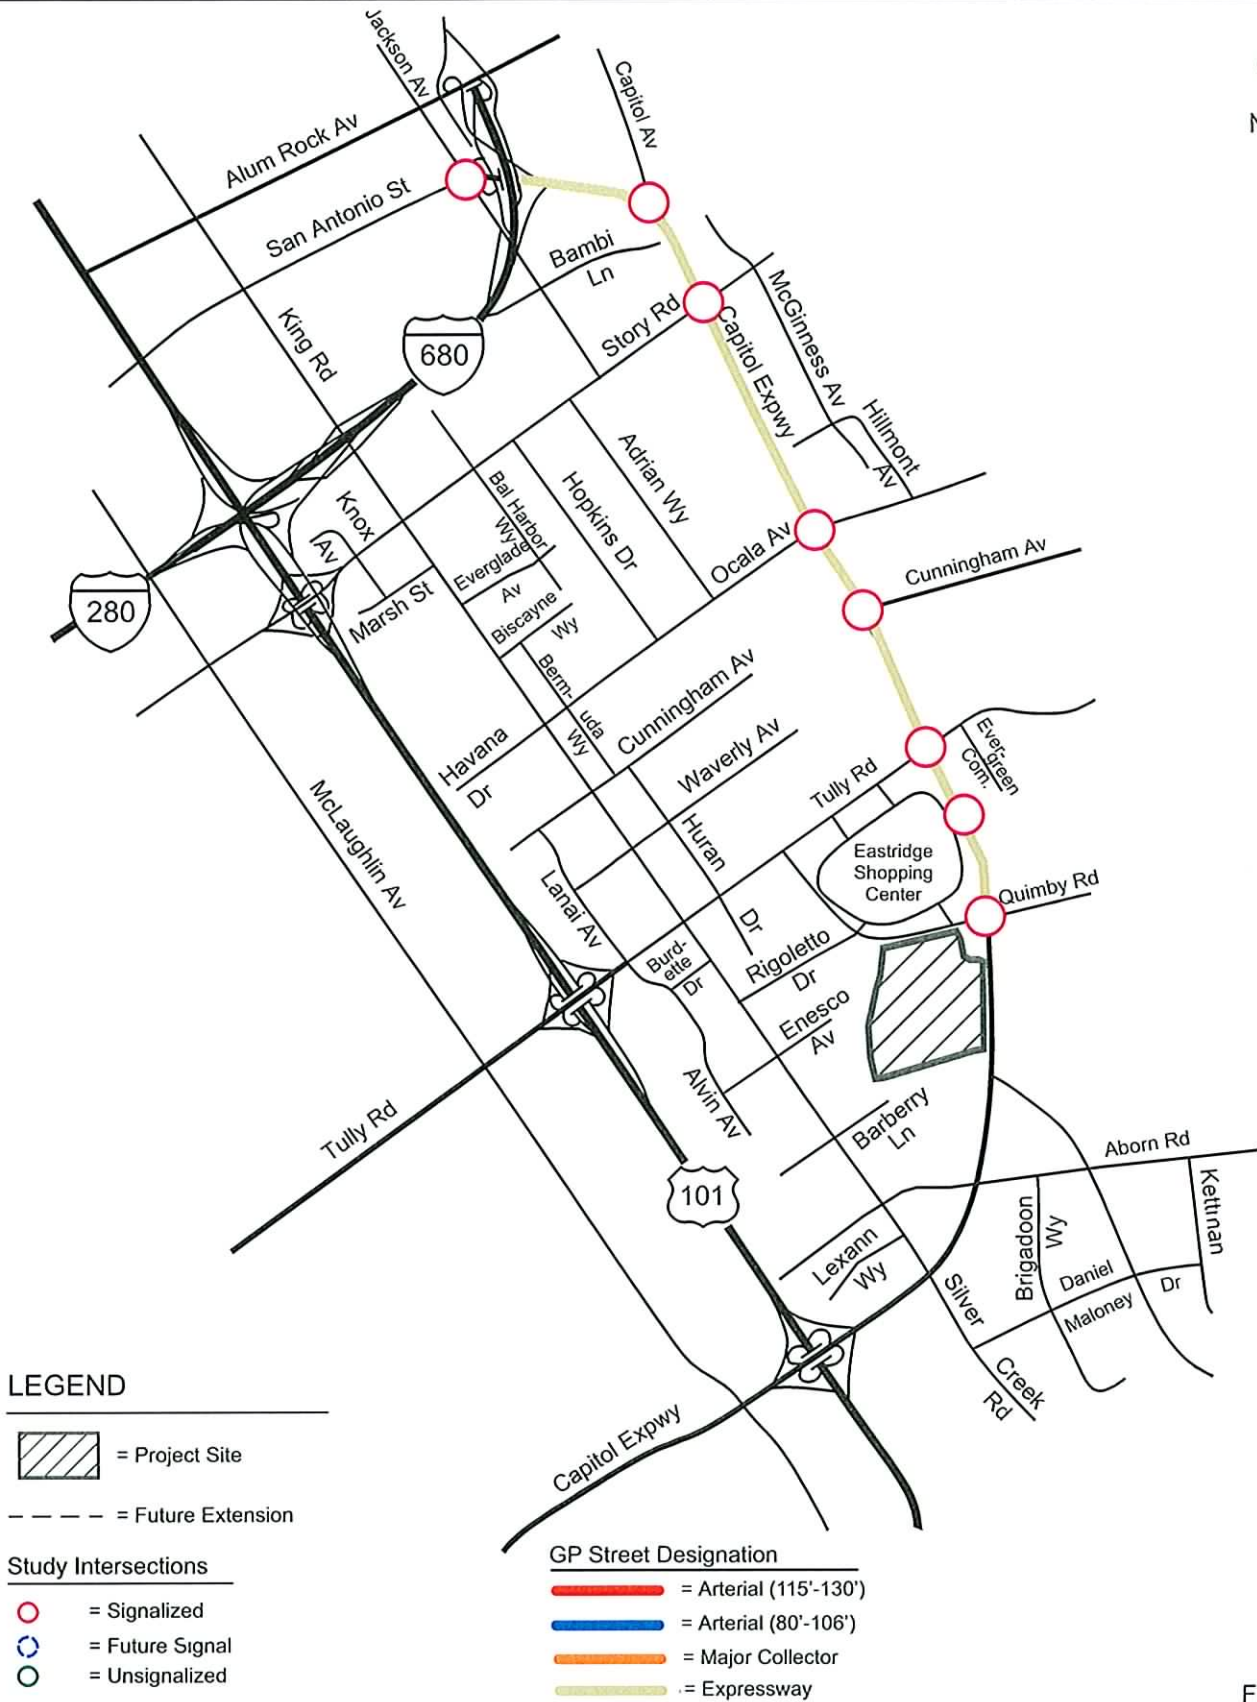 Jackson Av
Capitol Av
N
Alum Rock Av
San Antonio St
Bambi
Ln
Story Rd
McGinness Av
King Rd
680
Capitol Expwy
Hillmont
Av
Adrian Wy
Hopkins Dr
Bal Harbor
Wy
Knox
Av
Everglade
Av
Ocala Av
Cunningham Av
280
Marsh St
Biscayne
Wy
Berm-
uda
Wy
Cunningham Av
Havana
Dr
Waverly Av
Tully Rd
Ever-
green
Com.
McLaughlin Av
Huran
Dr
Eastridge
Shopping
Center
Quimby Rd
Lanai Av
Burd-
ette
Dr
Rigoletto
Dr
Enesco
Av
Alvin Av
Tully Rd
Barberry
Ln
Aborn Rd
Kettman
101
Brigadoon
Wy
Lexann
Wy
Silver
Creek
Rd
Daniel
Maloney
Dr
Capitol Expwy
LEGEND
= Project Site
= Future Extension
Study Intersections
= Signalized
= Future Signal
= Unsignalized
GP Street Designation
= Arterial (115'-130')
= Arterial (80'-106')
= Major Collector
= Expressway